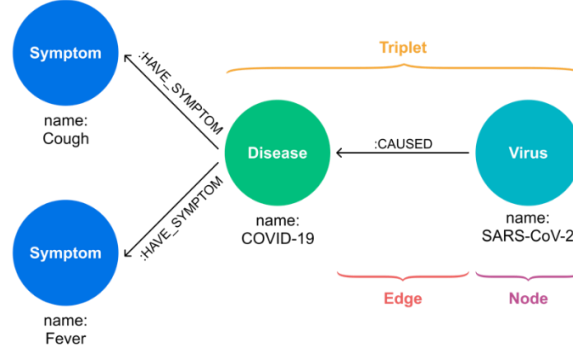 Triplet
Symptom
:HAVE_SYMPTOM
name:
Cough
Disease
:CAUSED
Virus
name:
COVID-19
name:
SARS-CoV-2
Symptom
:HAVE_SYMPTOM
name:
Fever
Edge
Node